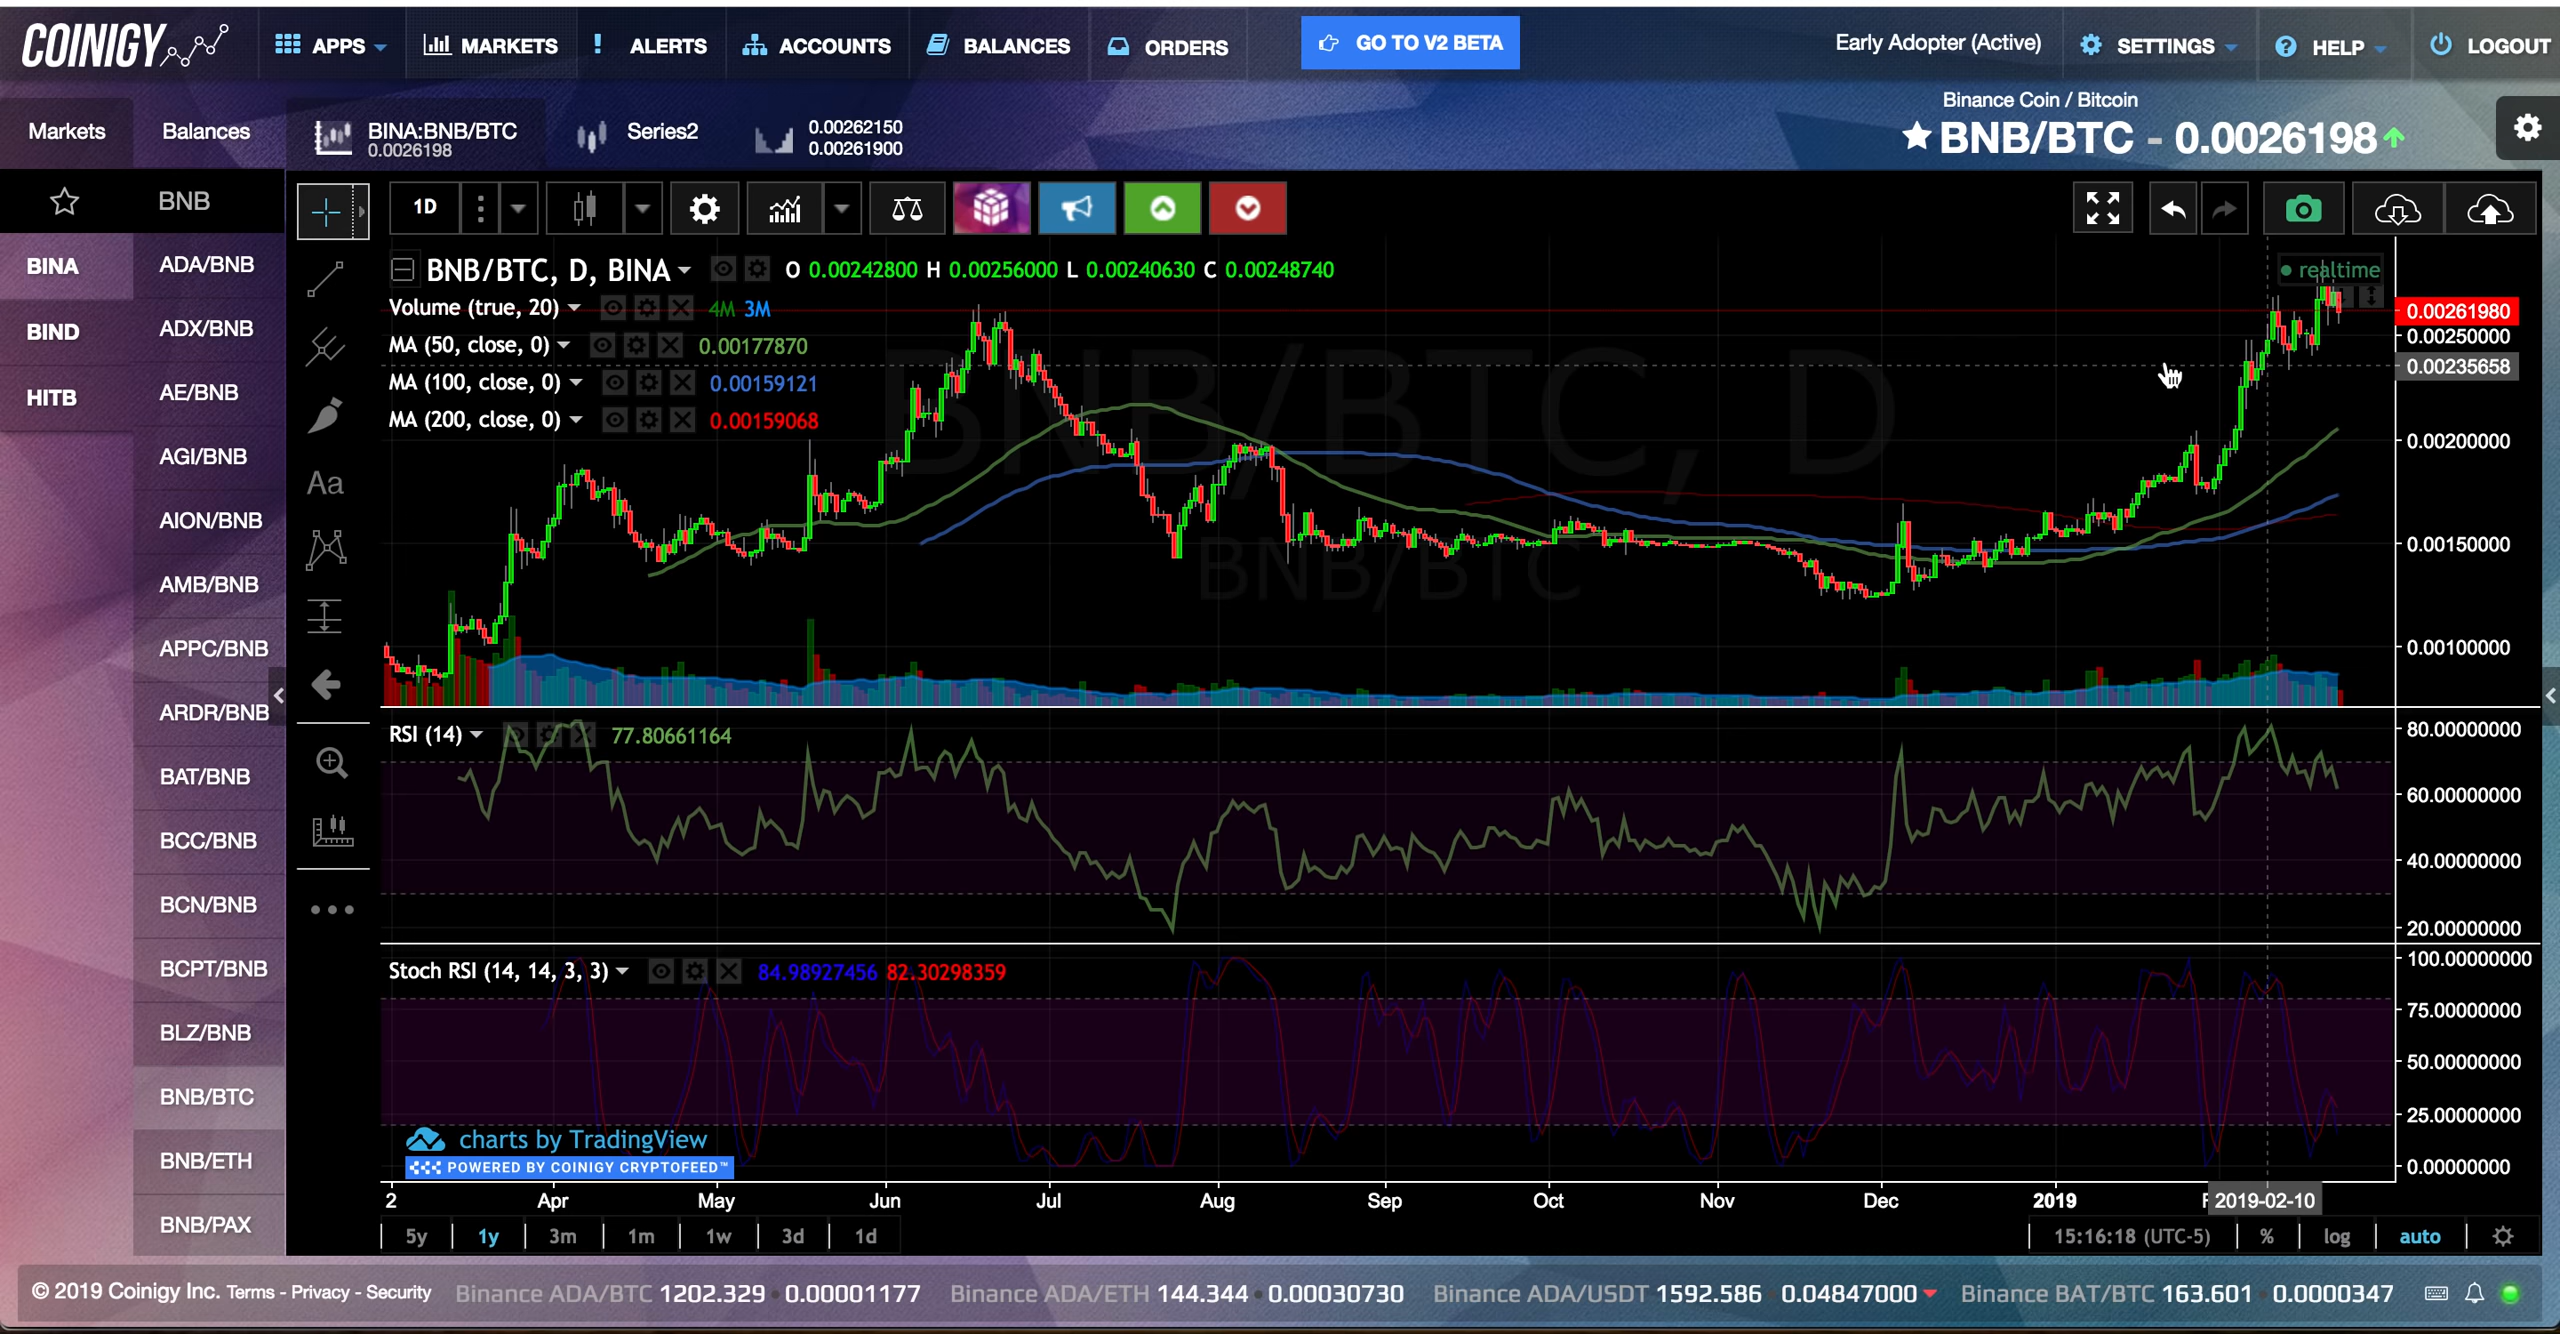 COINIGY APPS MARKETS ALERTS ACCOUNTS BALANCES ORDERS GO TO V2 BETA Early Adopter (Active) SETTINGS HELP LOGOUT
Markets Balances
BINA:BNB/BTC
0.0026198
Series2
0.00262150
0.00261900
Binance Coin / Bitcoin
BNB/BTC - 0.0026198
BNB
BINA
BIND
HITB
ADA/BNB
ADX/BNB
AE/BNB
AGI/BNB
AION/BNB
AMB/BNB
APPC/BNB
ARDR/BNB
BAT/BNB
BCC/BNB
BCN/BNB
BCPT/BNB
BLZ/BNB
BNB/BTC
BNB/ETH
BNB/PAX
1D
Aa
BNB/BTC, D, BINA O 0.00242800 H 0.00256000 L 0.00240630 C 0.00248740
realtime
Volume (true, 20) 4M 3M
MA (50, close, 0) 0.00177870
MA (100, close, 0) 0.00159121
MA (200, close, 0) 0.00159068
BNB/BTC, D
BNB/BTC
0.00261980
0.00250000
0.00235658
0.00200000
0.00150000
0.00100000
RSI (14) 77.80661164
80.00000000
60.00000000
40.00000000
20.00000000
Stoch RSI (14, 14, 3, 3) 84.98927456 82.30298359
100.00000000
75.00000000
50.00000000
25.00000000
0.00000000
charts by TradingView
POWERED BY COINIGY CRYPTOFEED™
2 Apr May Jun Jul Aug Sep Oct Nov Dec 2019 F 2019-02-10
5y 1y 3m 1m 1w 3d 1d 15:16:18 (UTC-5) % log auto
© 2019 Coinigy Inc. Terms - Privacy - Security Binance ADA/BTC 1202.329 0.00001177 Binance ADA/ETH 144.344 0.00030730 Binance ADA/USDT 1592.586 0.04847000 Binance BAT/BTC 163.601 0.0000347